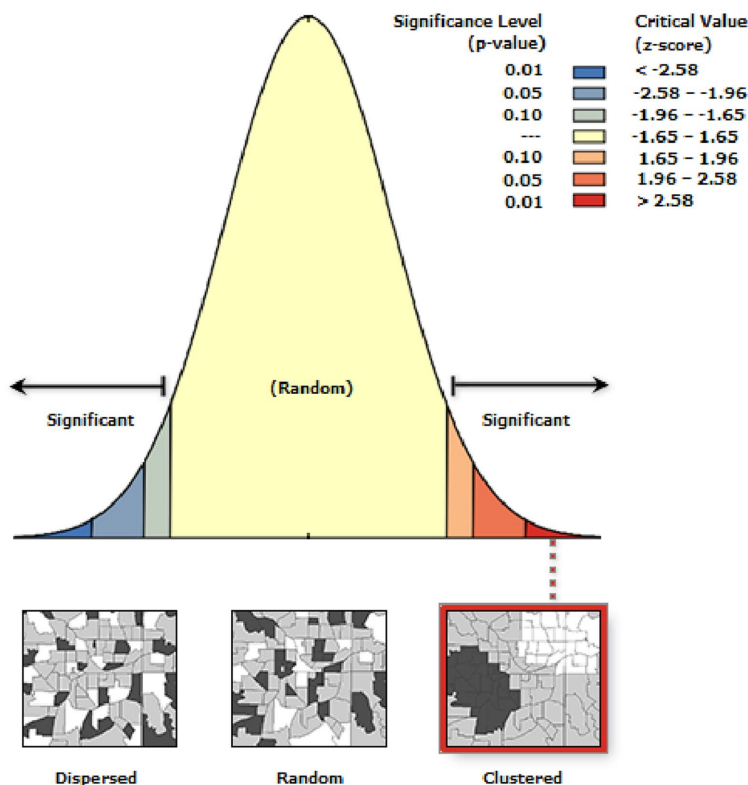 Significance Level Critical Value
(p-value) (z-score)
0.01 < -2.58
0.05 -2.58 – -1.96
0.10 -1.96 – -1.65
--- -1.65 – 1.65
0.10 1.65 – 1.96
0.05 1.96 – 2.58
0.01 > 2.58
(Random)
Significant Significant
Dispersed Random Clustered